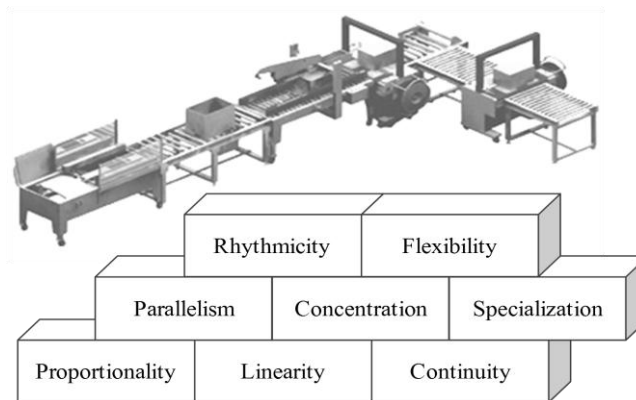 Rhythmicity Flexibility
Parallelism Concentration Specialization
Proportionality Linearity Continuity